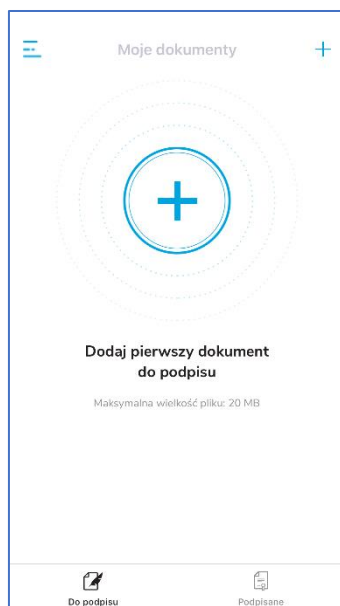 Moje dokumenty
Dodaj pierwszy dokument
do podpisu
Maksymalna wielkość pliku: 20 MB
Do podpisu
Podpisane